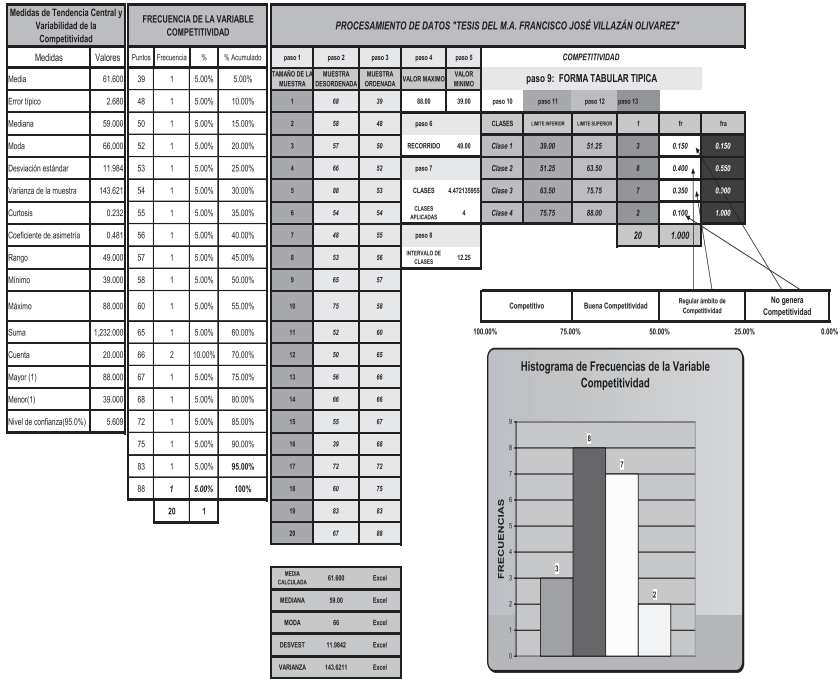 Medidas de Tendencia Central y
Variabilidad de la
Competitividad
Medidas Valores
Media 61.600
Error típico 2.680
Mediana 59.000
Moda 66.000
Desviación estándar 11.984
Varianza de la muestra 143.621
Curtosis 0.232
Coeficiente de asimetría 0.481
Rango 49.000
Mínimo 39.000
Máximo 88.000
Suma 1,232.000
Cuenta 20.000
Mayor (1) 88.000
Menor(1) 39.000
Nivel de confianza(95.0%) 5.609
FRECUENCIA DE LA VARIABLE
COMPETITIVIDAD
Puntos Frecuencia % % Acumulado
39 1 5.00% 5.00%
48 1 5.00% 10.00%
50 1 5.00% 15.00%
52 1 5.00% 20.00%
53 1 5.00% 25.00%
54 1 5.00% 30.00%
55 1 5.00% 35.00%
56 1 5.00% 40.00%
57 1 5.00% 45.00%
58 1 5.00% 50.00%
60 1 5.00% 55.00%
65 1 5.00% 60.00%
66 2 10.00% 70.00%
67 1 5.00% 75.00%
68 1 5.00% 80.00%
72 1 5.00% 85.00%
75 1 5.00% 90.00%
83 1 5.00% 95.00%
88 1 5.00% 100%
20 1
PROCESAMIENTO DE DATOS "TESIS DEL M.A. FRANCISCO JOSÉ VILLAZÁN OLIVAREZ"
paso 1 paso 2 paso 3
TAMAÑO DE LA MUESTRA MUESTRA DESORDENADA MUESTRA ORDENADA
1 68 39
2 58 48
3 57 50
4 66 52
5 88 53
6 54 54
7 48 55
8 53 56
9 65 57
10 75 58
11 52 60
12 50 65
13 56 66
14 66 66
15 55 67
16 39 68
17 72 72
18 60 75
19 83 83
20 67 88
paso 4 paso 5
VALOR MAXIMO VALOR MINIMO
88.00 39.00
paso 6
RECORRIDO 49.00
paso 7
CLASES 4.472135955
CLASES APLICADAS 4
paso 8
INTERVALO DE CLASES 12.25
COMPETITIVIDAD
paso 9: FORMA TABULAR TIPICA
paso 10 paso 11 paso 12 paso 13
CLASES LIMITE INFERIOR LIMITE SUPERIOR f fr fra
Clase 1 39.00 51.25 3 0.150 0.150
Clase 2 51.25 63.50 8 0.400 0.550
Clase 3 63.50 75.75 7 0.350
Clase 4 75.75 88.00 2 0.100 1.000
20 1.000
Competitivo Buena Competitividad Regular ámbito de Competitividad No genera Competitividad
100.00% 75.00% 50.00% 25.00% 0.00%
MEDIA CALCULADA 61.600 Excel
MEDIANA 59.00 Excel
MODA 66 Excel
DESVEST 11.9842 Excel
VARIANZA 143.6211 Excel
Histograma de Frecuencias de la Variable
Competitividad
FRECUENCIAS
9
8
7
6
5
4
3
2
1
0
3
8
7
2